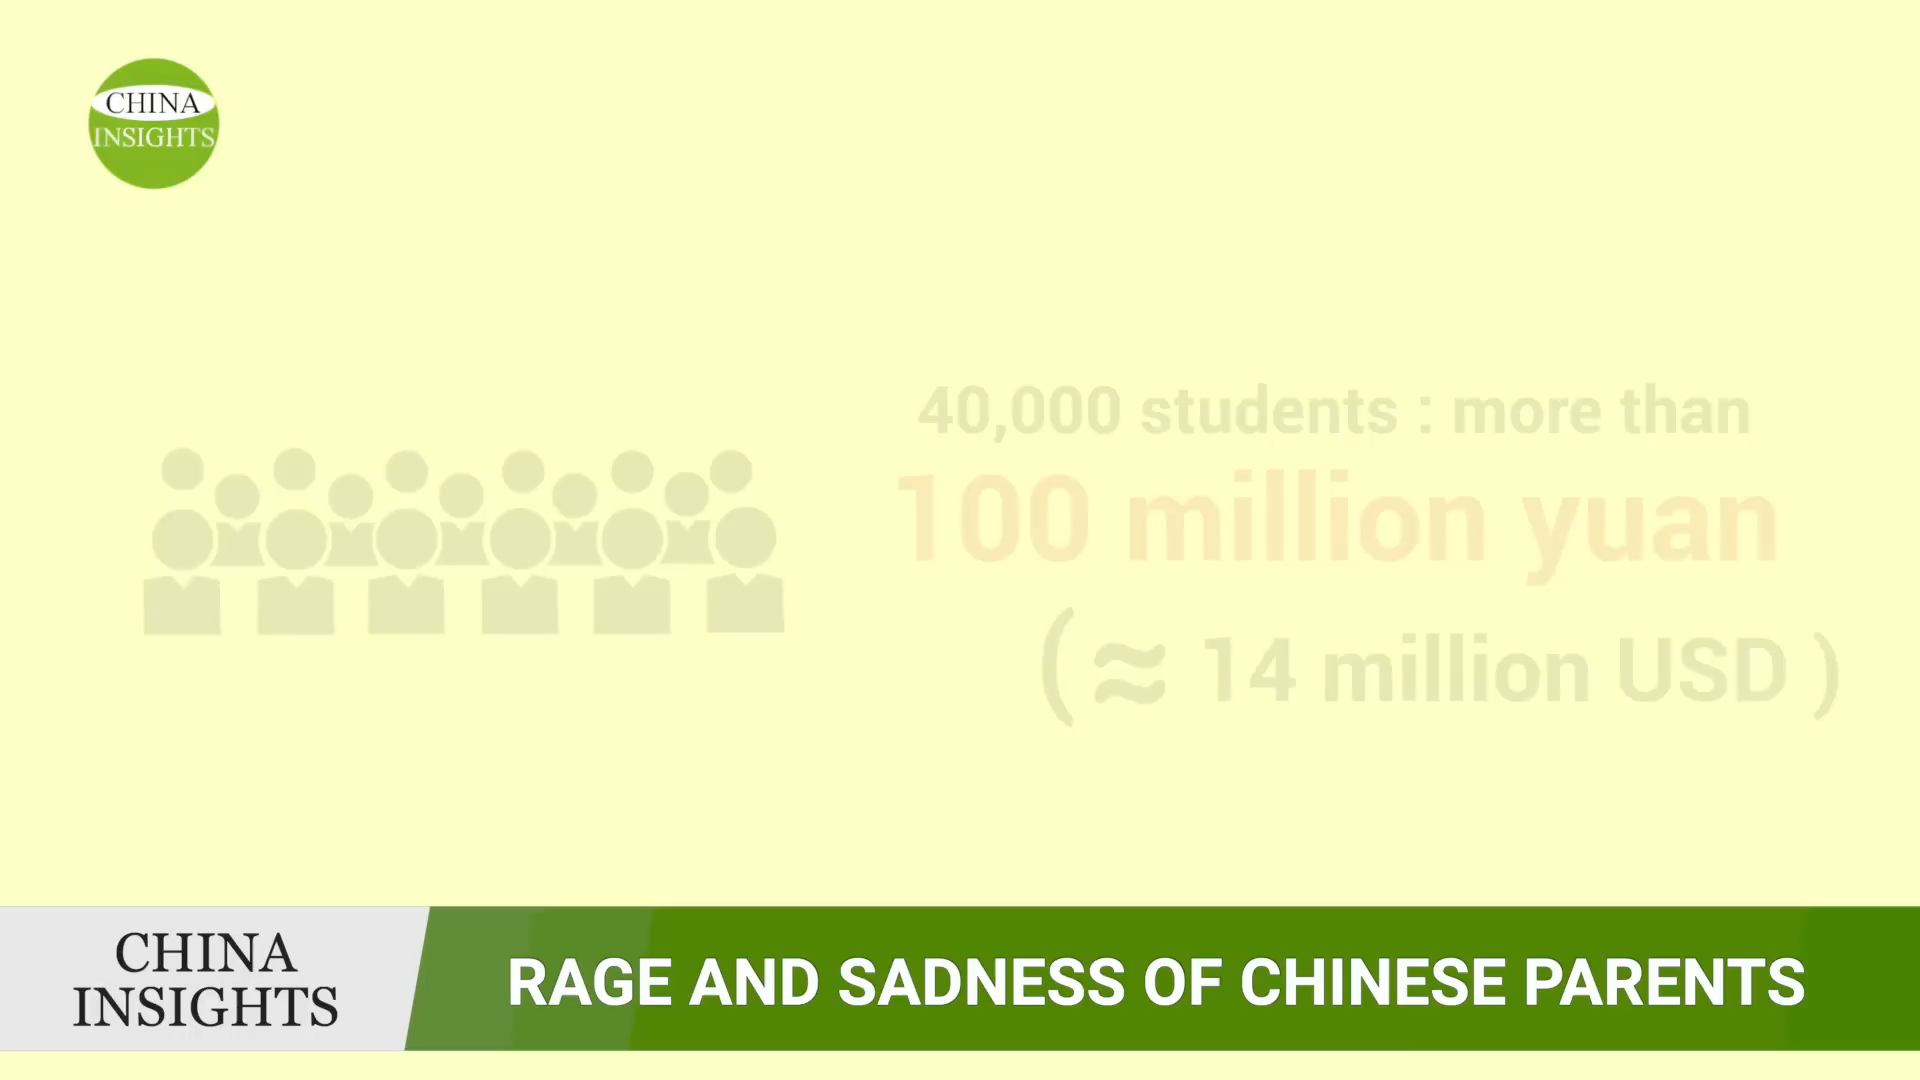 CHINA
INSIGHTS
40,000 students : more than
100 million yuan
(≈ 14 million USD )
CHINA
INSIGHTS
RAGE AND SADNESS OF CHINESE PARENTS